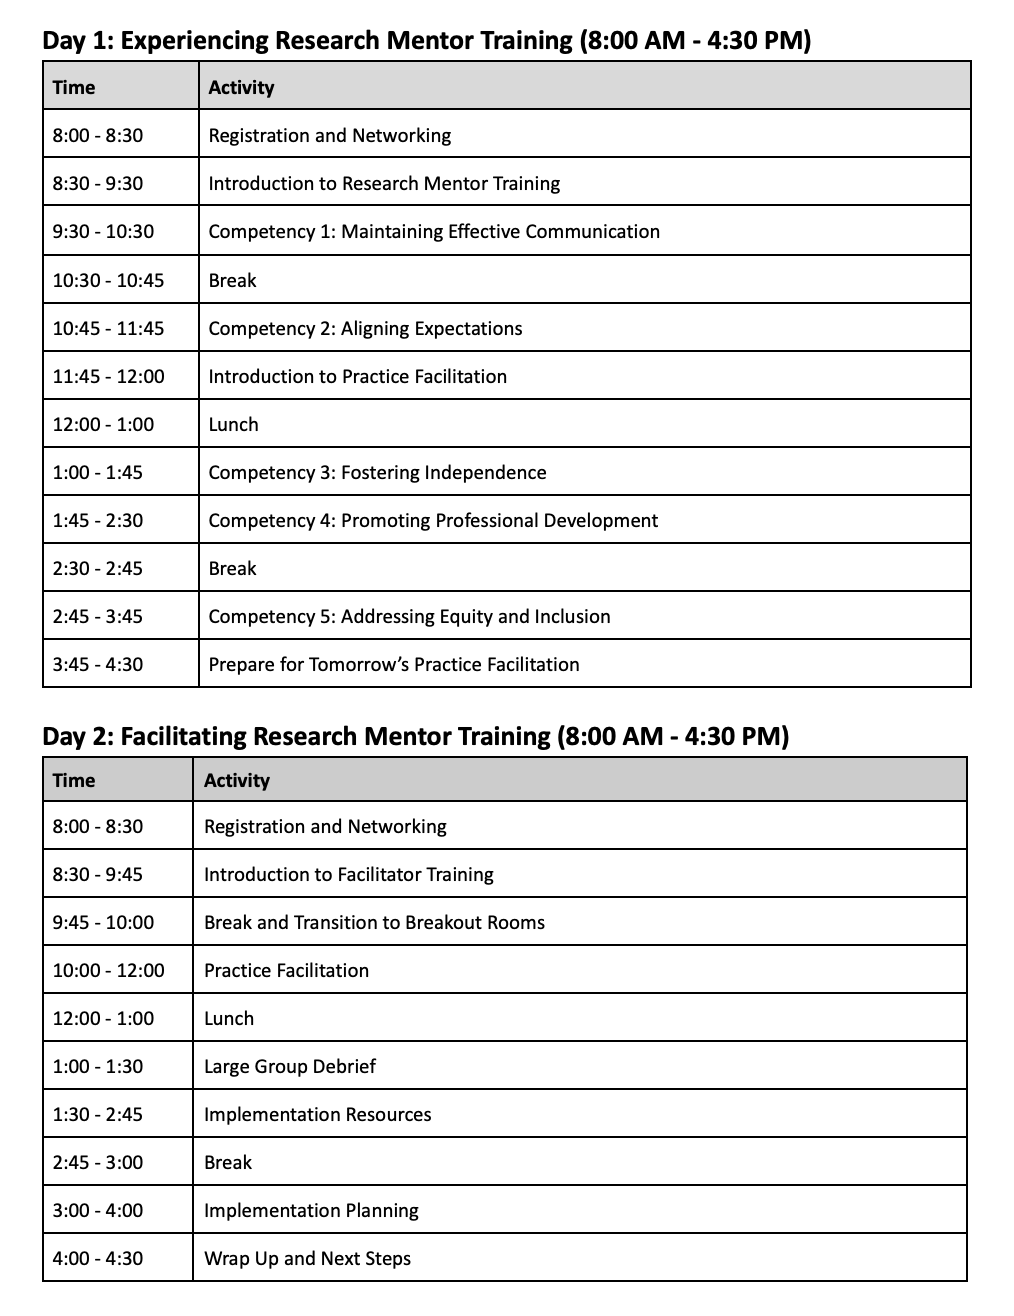 Day 1: Experiencing Research Mentor Training (8:00 AM - 4:30 PM)
Time Activity
8:00 - 8:30 Registration and Networking
8:30 - 9:30 Introduction to Research Mentor Training
9:30 - 10:30 Competency 1: Maintaining Effective Communication
10:30 - 10:45 Break
10:45 - 11:45 Competency 2: Aligning Expectations
11:45 - 12:00 Introduction to Practice Facilitation
12:00 - 1:00 Lunch
1:00 - 1:45 Competency 3: Fostering Independence
1:45 - 2:30 Competency 4: Promoting Professional Development
2:30 - 2:45 Break
2:45 - 3:45 Competency 5: Addressing Equity and Inclusion
3:45 - 4:30 Prepare for Tomorrow’s Practice Facilitation
Day 2: Facilitating Research Mentor Training (8:00 AM - 4:30 PM)
Time Activity
8:00 - 8:30 Registration and Networking
8:30 - 9:45 Introduction to Facilitator Training
9:45 - 10:00 Break and Transition to Breakout Rooms
10:00 - 12:00 Practice Facilitation
12:00 - 1:00 Lunch
1:00 - 1:30 Large Group Debrief
1:30 - 2:45 Implementation Resources
2:45 - 3:00 Break
3:00 - 4:00 Implementation Planning
4:00 - 4:30 Wrap Up and Next Steps